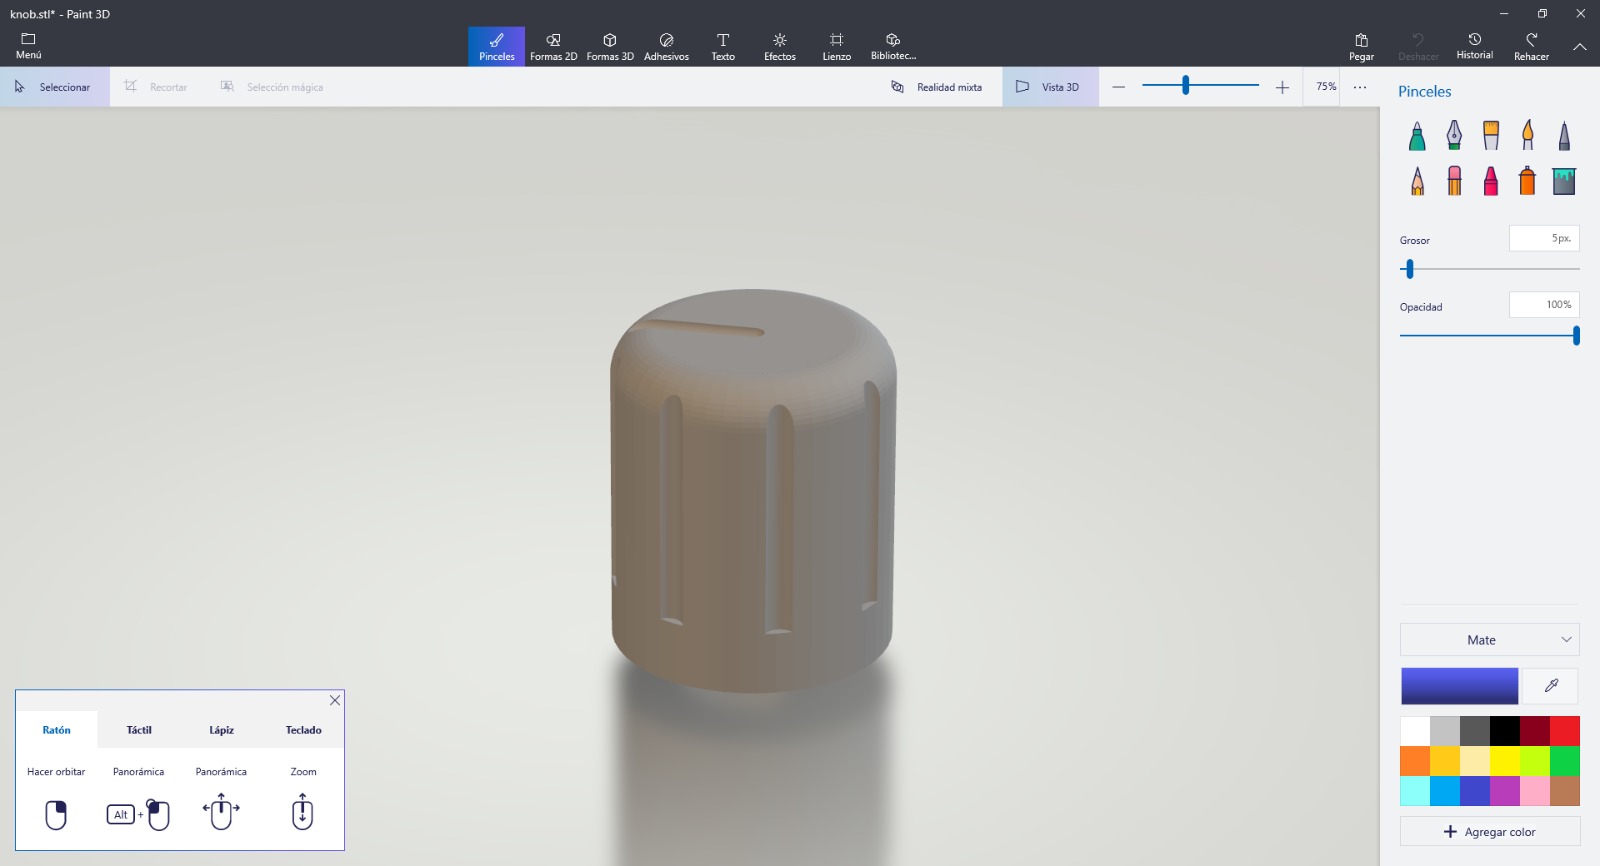 knob.stl* - Paint 3D
Menú
Pinceles
Formas 2D
Formas 3D
Adhesivos
Texto
Efectos
Lienzo
Bibliotec...
Pegar
Deshacer
Historial
Rehacer
Seleccionar
Recortar
Selección mágica
Realidad mixta
Vista 3D
75%
Pinceles
Grosor
5px.
Opacidad
100%
Mate
Agregar color
Ratón
Táctil
Lápiz
Teclado
Hacer orbitar
Panorámica
Panorámica
Zoom
Alt +